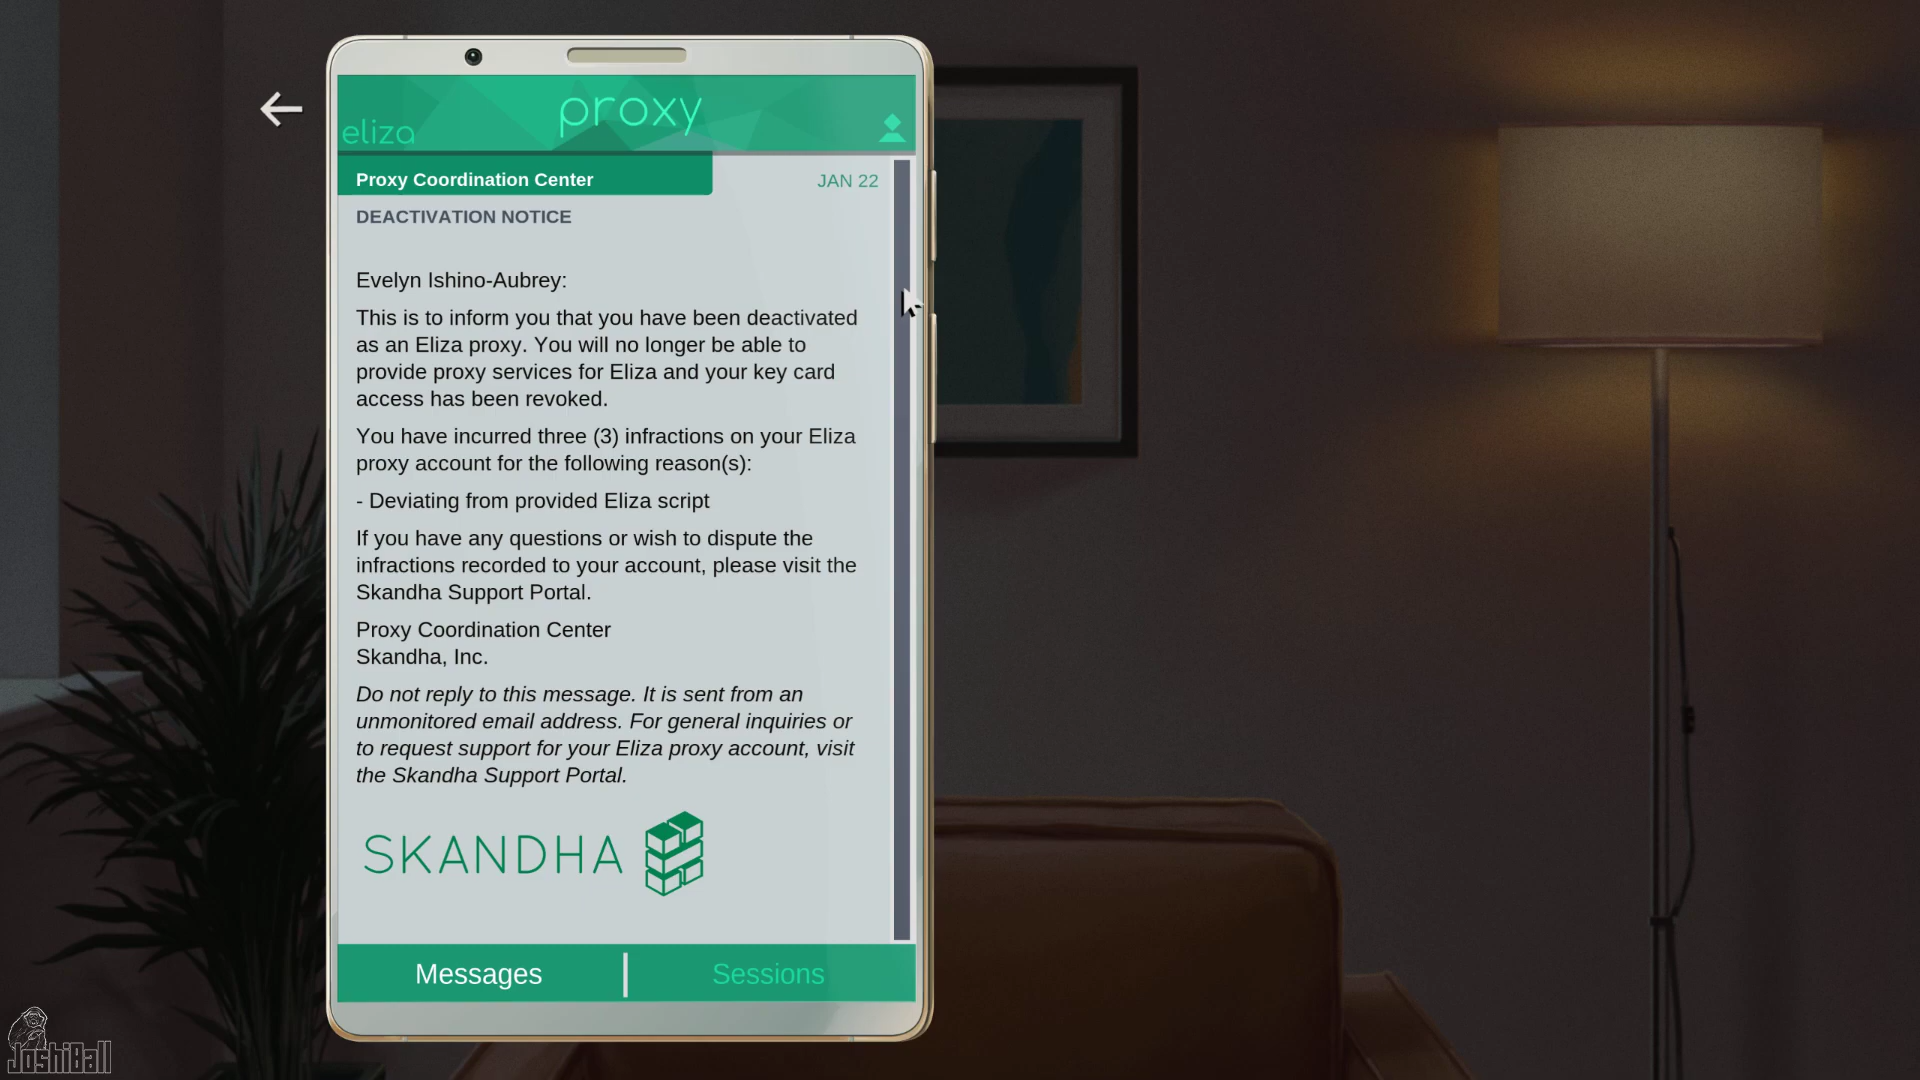 proxy
eliza
Proxy Coordination Center
JAN 22
DEACTIVATION NOTICE
Evelyn Ishino-Aubrey:
This is to inform you that you have been deactivated
as an Eliza proxy. You will no longer be able to
provide proxy services for Eliza and your key card
access has been revoked.
You have incurred three (3) infractions on your Eliza
proxy account for the following reason(s):
- Deviating from provided Eliza script
If you have any questions or wish to dispute the
infractions recorded to your account, please visit the
Skandha Support Portal.
Proxy Coordination Center
Skandha, Inc.
Do not reply to this message. It is sent from an
unmonitored email address. For general inquiries or
to request support for your Eliza proxy account, visit
the Skandha Support Portal.
SKANDHA
Messages
Sessions
JoshiBall